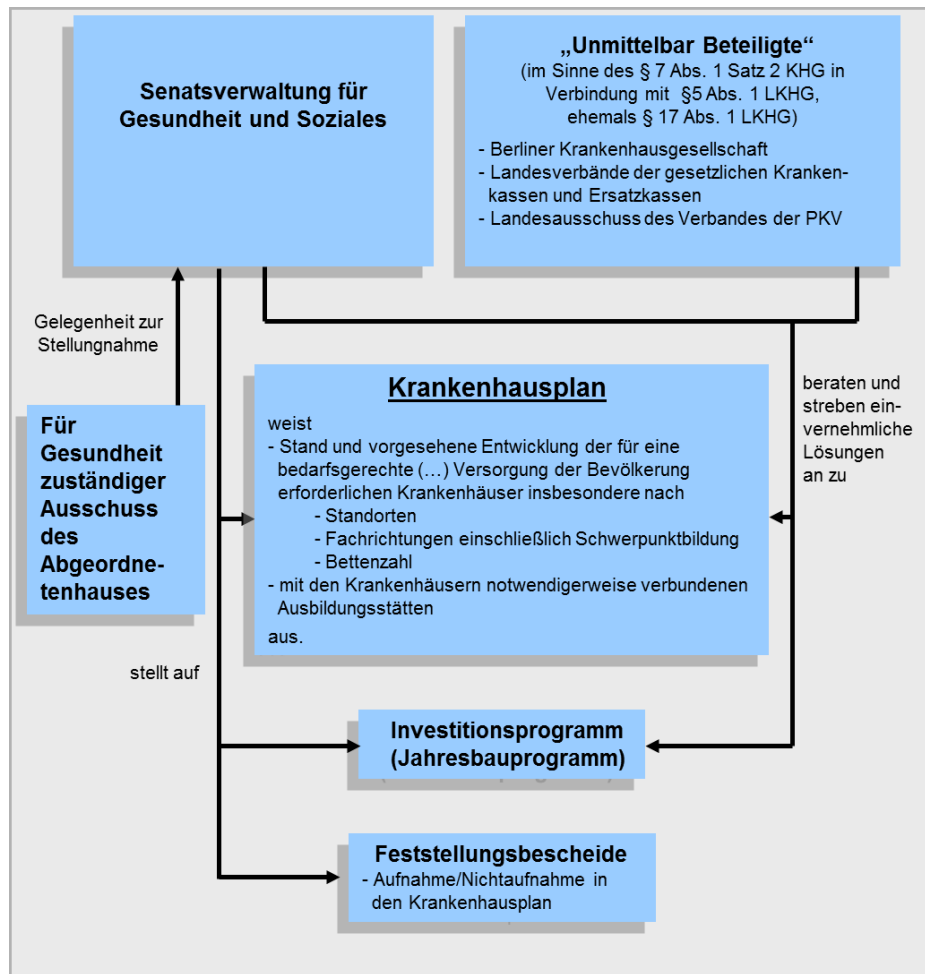 Senatsverwaltung für
Gesundheit und Soziales
„Unmittelbar Beteiligte“
(im Sinne des § 7 Abs. 1 Satz 2 KHG in
Verbindung mit §5 Abs. 1 LKHG,
ehemals § 17 Abs. 1 LKHG)
- Berliner Krankenhausgesellschaft
- Landesverbände der gesetzlichen Kranken-
kassen und Ersatzkassen
- Landesausschuss des Verbandes der PKV
Gelegenheit zur
Stellungnahme
Für
Gesundheit
zuständiger
Ausschuss
des
Abgeordne-
tenhauses
Krankenhausplan
weist
- Stand und vorgesehene Entwicklung der für eine
bedarfsgerechte (…) Versorgung der Bevölkerung
erforderlichen Krankenhäuser insbesondere nach
- Standorten
- Fachrichtungen einschließlich Schwerpunktbildung
- Bettenzahl
- mit den Krankenhäusern notwendigerweise verbundenen
Ausbildungsstätten
aus.
beraten und
streben ein-
vernehmliche
Lösungen
an zu
stellt auf
Investitionsprogramm
(Jahresbauprogramm)
Feststellungsbescheide
- Aufnahme/Nichtaufnahme in
den Krankenhausplan